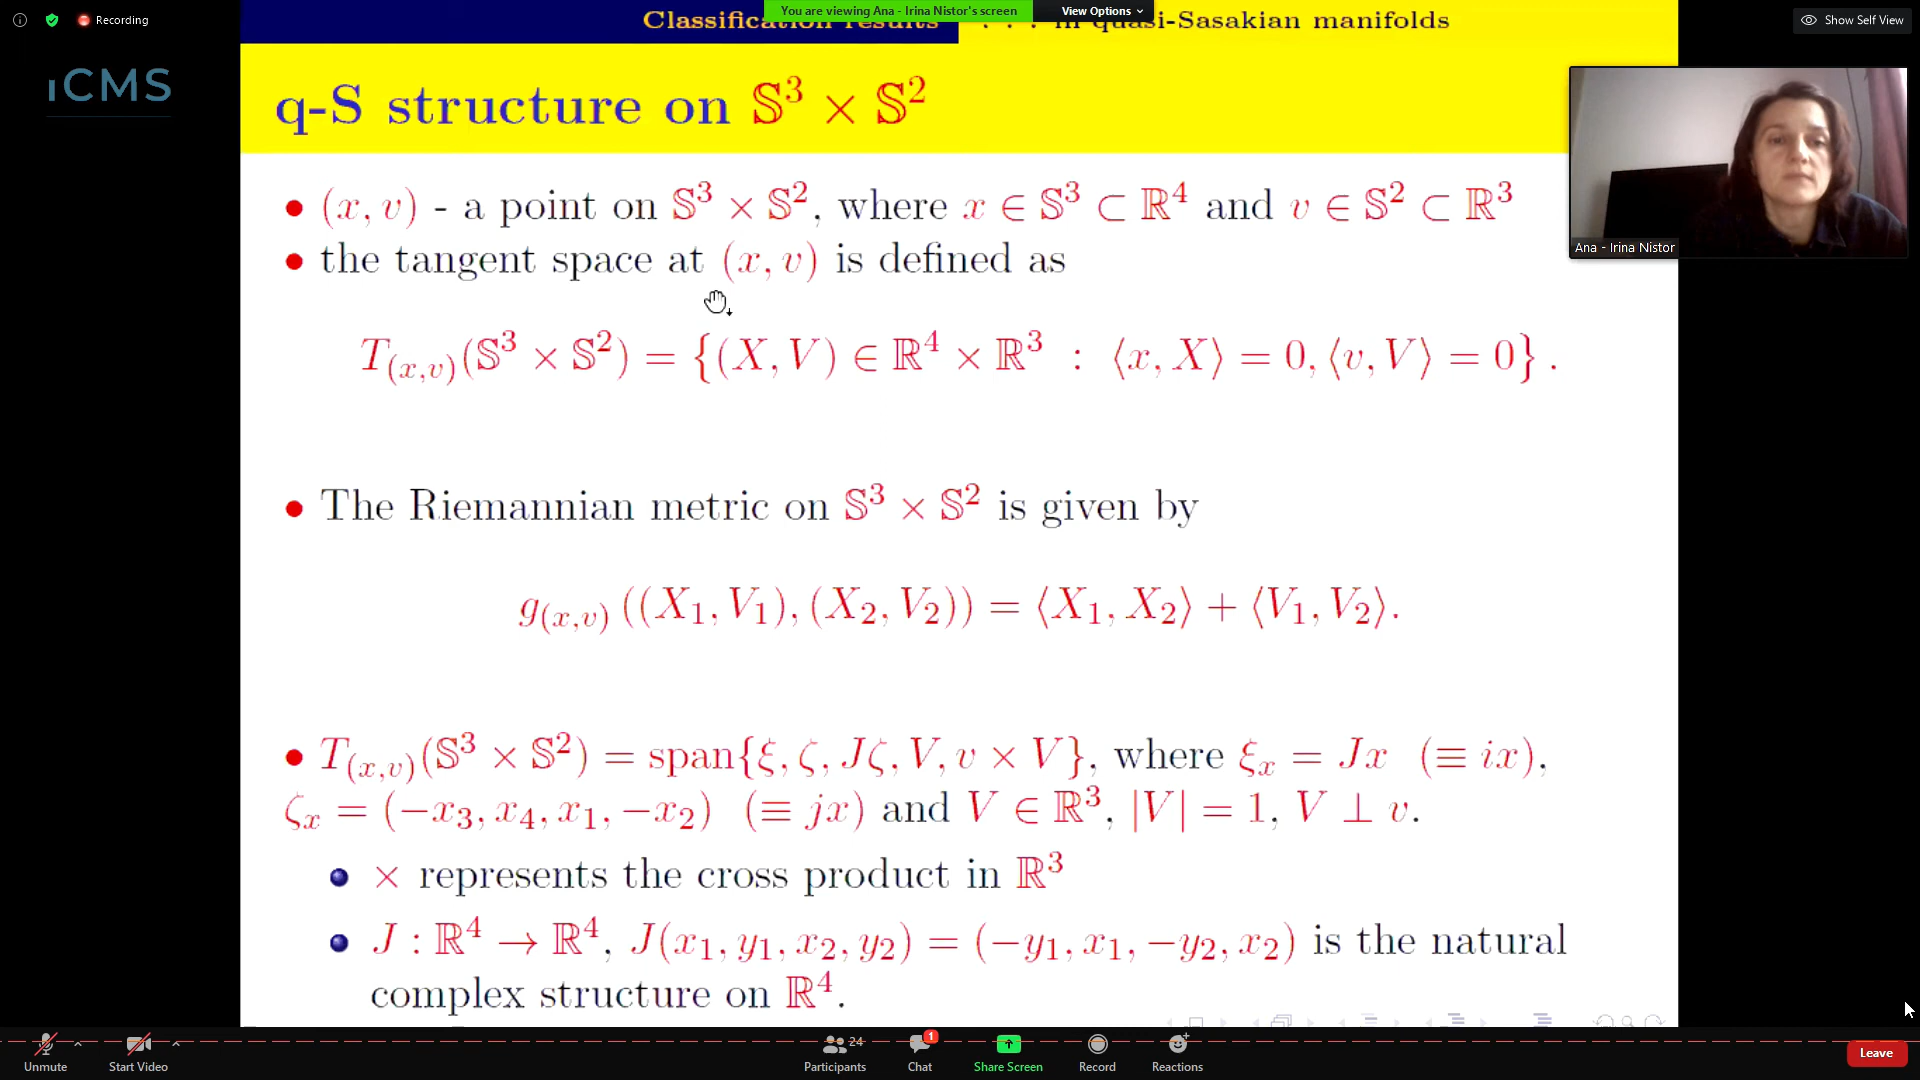 Recording
You are viewing Ana - Irina Nistor's screen
View Options
Classification results
in quasi-Sasakian manifolds
Show Self View
iCMS
q-S structure on 𝕊³ × 𝕊²
Ana - Irina Nistor
• (x, v) - a point on 𝕊³ × 𝕊², where x ∈ 𝕊³ ⊂ ℝ⁴ and v ∈ 𝕊² ⊂ ℝ³
• the tangent space at (x, v) is defined as
T₍ₓ,ᵥ₎(𝕊³ × 𝕊²) = {(X, V) ∈ ℝ⁴ × ℝ³ : ⟨x, X⟩ = 0, ⟨v, V⟩ = 0} .
• The Riemannian metric on 𝕊³ × 𝕊² is given by
g₍ₓ,ᵥ₎ ((X₁, V₁), (X₂, V₂)) = ⟨X₁, X₂⟩ + ⟨V₁, V₂⟩.
• T₍ₓ,ᵥ₎(𝕊³ × 𝕊²) = span{ξ, ζ, Jζ, V, v × V}, where ξₓ = Jx (≡ ix),
ζₓ = (−x₃, x₄, x₁, −x₂) (≡ jx) and V ∈ ℝ³, |V| = 1, V ⊥ v.
• × represents the cross product in ℝ³
• J : ℝ⁴ → ℝ⁴, J(x₁, y₁, x₂, y₂) = (−y₁, x₁, −y₂, x₂) is the natural
complex structure on ℝ⁴.
Unmute
Start Video
Participants
24
Chat
1
Share Screen
Record
Reactions
Leave